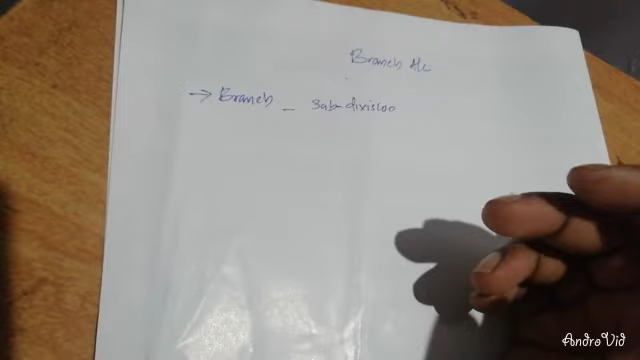 Branch A/c
→ Branch - Sub-division
AndroVid